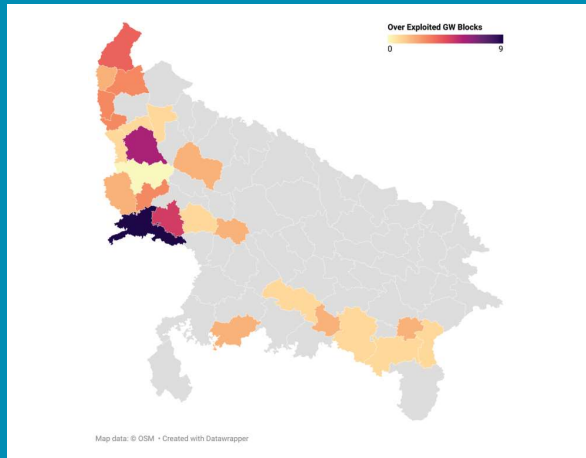 Over Exploited GW Blocks
0 9
Map data: © OSM • Created with Datawrapper